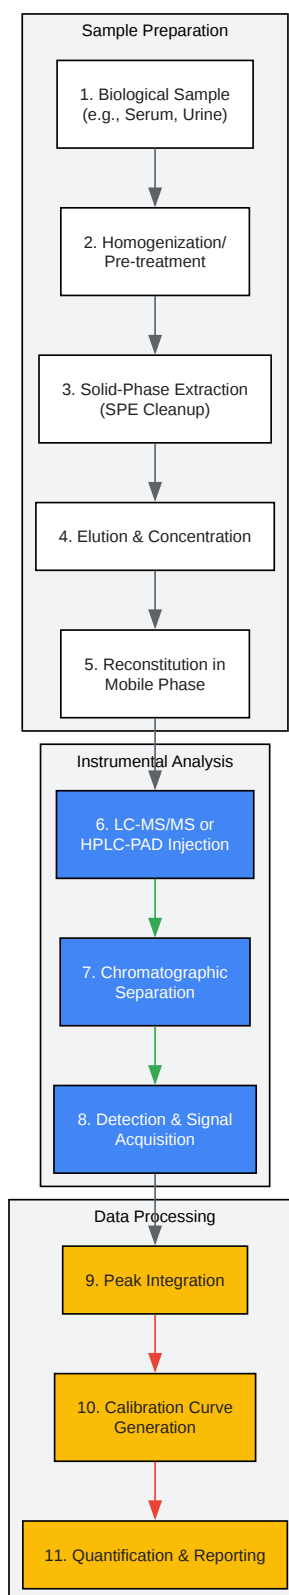 Sample Preparation
1. Biological Sample
(e.g., Serum, Urine)
2. Homogenization/
Pre-treatment
3. Solid-Phase Extraction
(SPE Cleanup)
4. Elution & Concentration
5. Reconstitution in
Mobile Phase
Instrumental Analysis
6. LC-MS/MS or
HPLC-PAD Injection
7. Chromatographic
Separation
8. Detection & Signal
Acquisition
Data Processing
9. Peak Integration
10. Calibration Curve
Generation
11. Quantification & Reporting